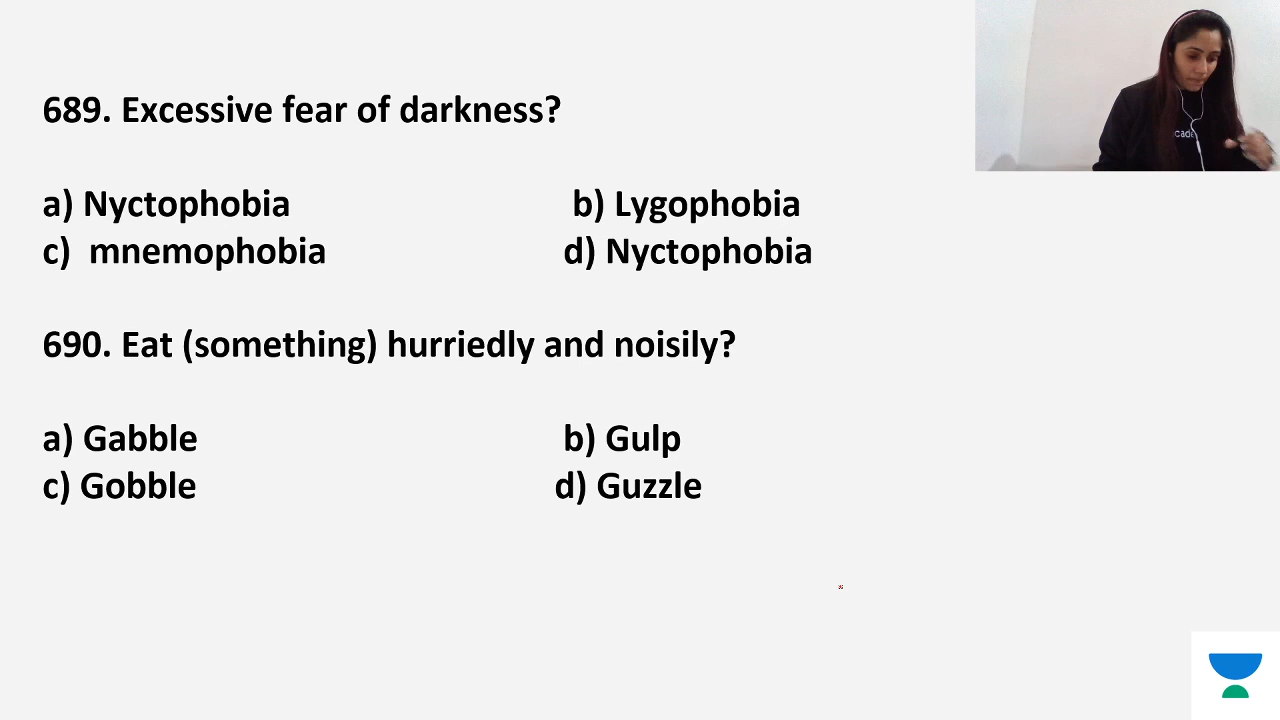 689. Excessive fear of darkness?
a) Nyctophobia b) Lygophobia
c) mnemophobia d) Nyctophobia
690. Eat (something) hurriedly and noisily?
a) Gabble b) Gulp
c) Gobble d) Guzzle